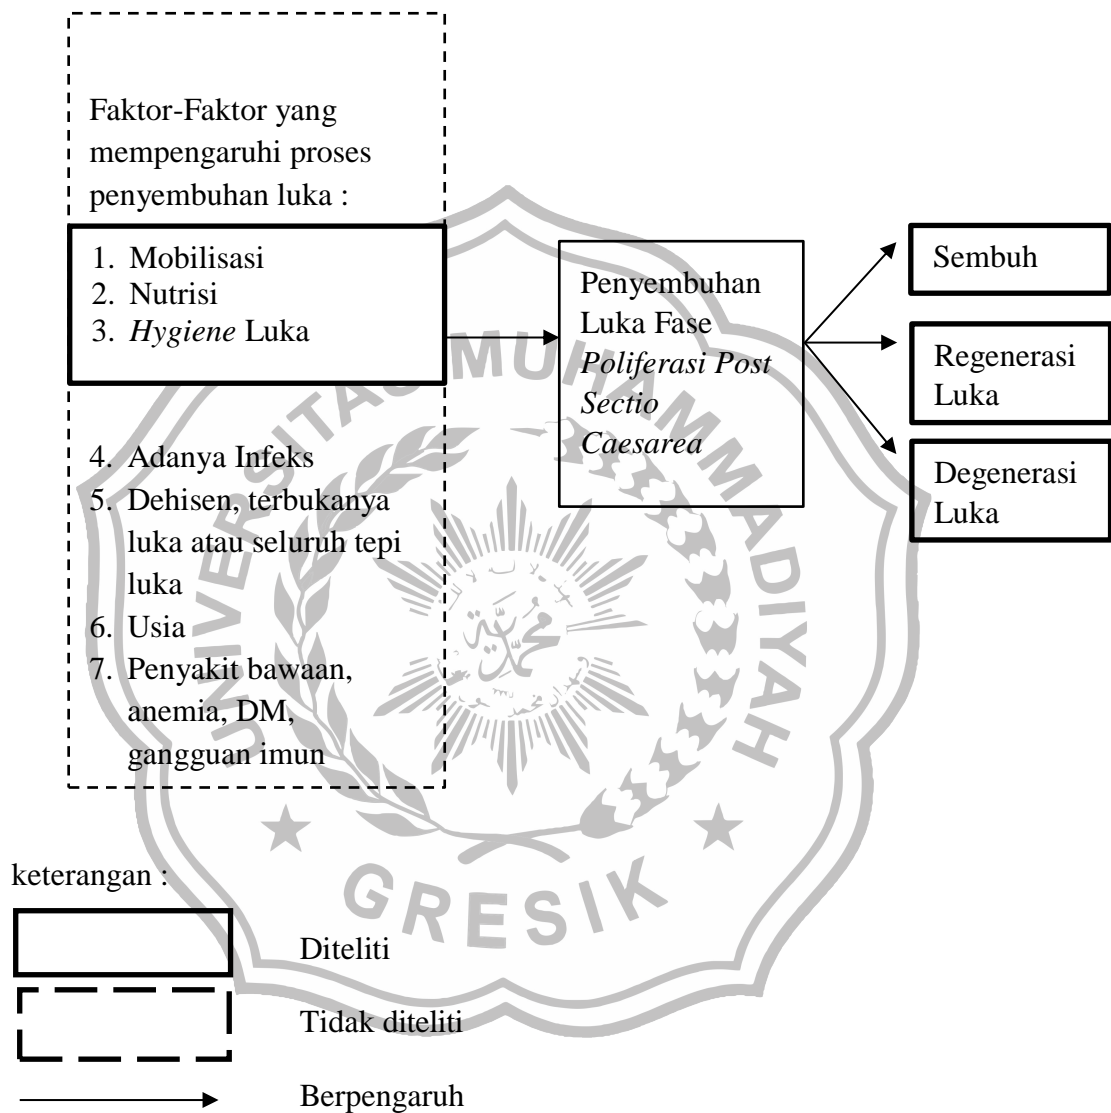 Faktor-Faktor yang
mempengaruhi proses
penyembuhan luka :
1. Mobilisasi
2. Nutrisi
3. Hygiene Luka
4. Adanya Infeks
5. Dehisen, terbukanya
luka atau seluruh tepi
luka
6. Usia
7. Penyakit bawaan,
anemia, DM,
gangguan imun
Penyembuhan
Luka Fase
Poliferasi Post
Sectio
Caesarea
Sembuh
Regenerasi
Luka
Degenerasi
Luka
keterangan :
Diteliti
Tidak diteliti
Berpengaruh
UNIVERSITAS MUHAMMADIYAH
GRESIK